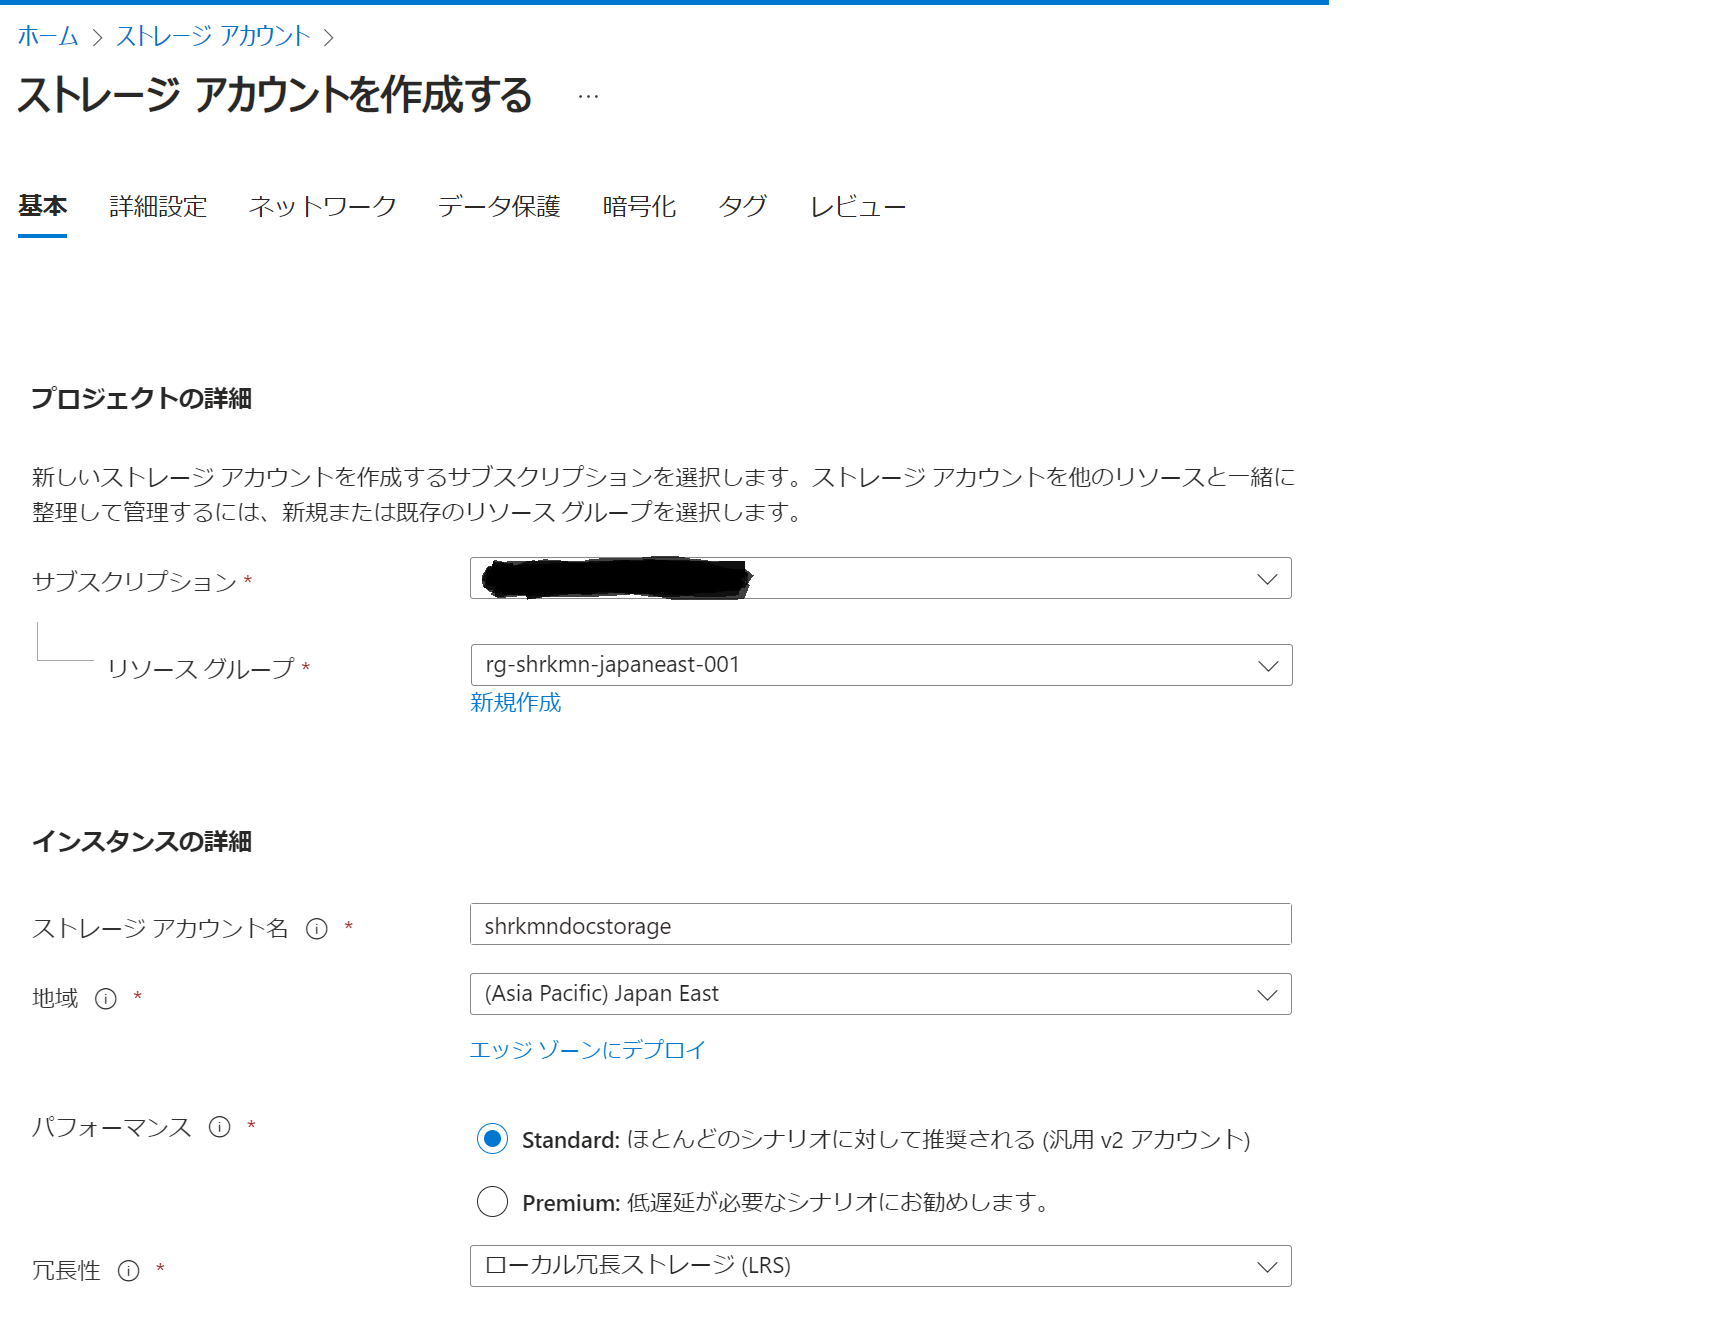 ホーム > ストレージ アカウント >
ストレージ アカウントを作成する ...
基本 詳細設定 ネットワーク データ保護 暗号化 タグ レビュー
プロジェクトの詳細
新しいストレージ アカウントを作成するサブスクリプションを選択します。ストレージ アカウントを他のリソースと一緒に
整理して管理するには、新規または既存のリソース グループを選択します。
サブスクリプション *
リソース グループ * rg-shrkmn-japaneast-001
新規作成
インスタンスの詳細
ストレージ アカウント名 * shrkmndocstorage
地域 * (Asia Pacific) Japan East
エッジ ゾーンにデプロイ
パフォーマンス * Standard: ほとんどのシナリオに対して推奨される (汎用 v2 アカウント)
Premium: 低遅延が必要なシナリオにお勧めします。
冗長性 * ローカル冗長ストレージ (LRS)